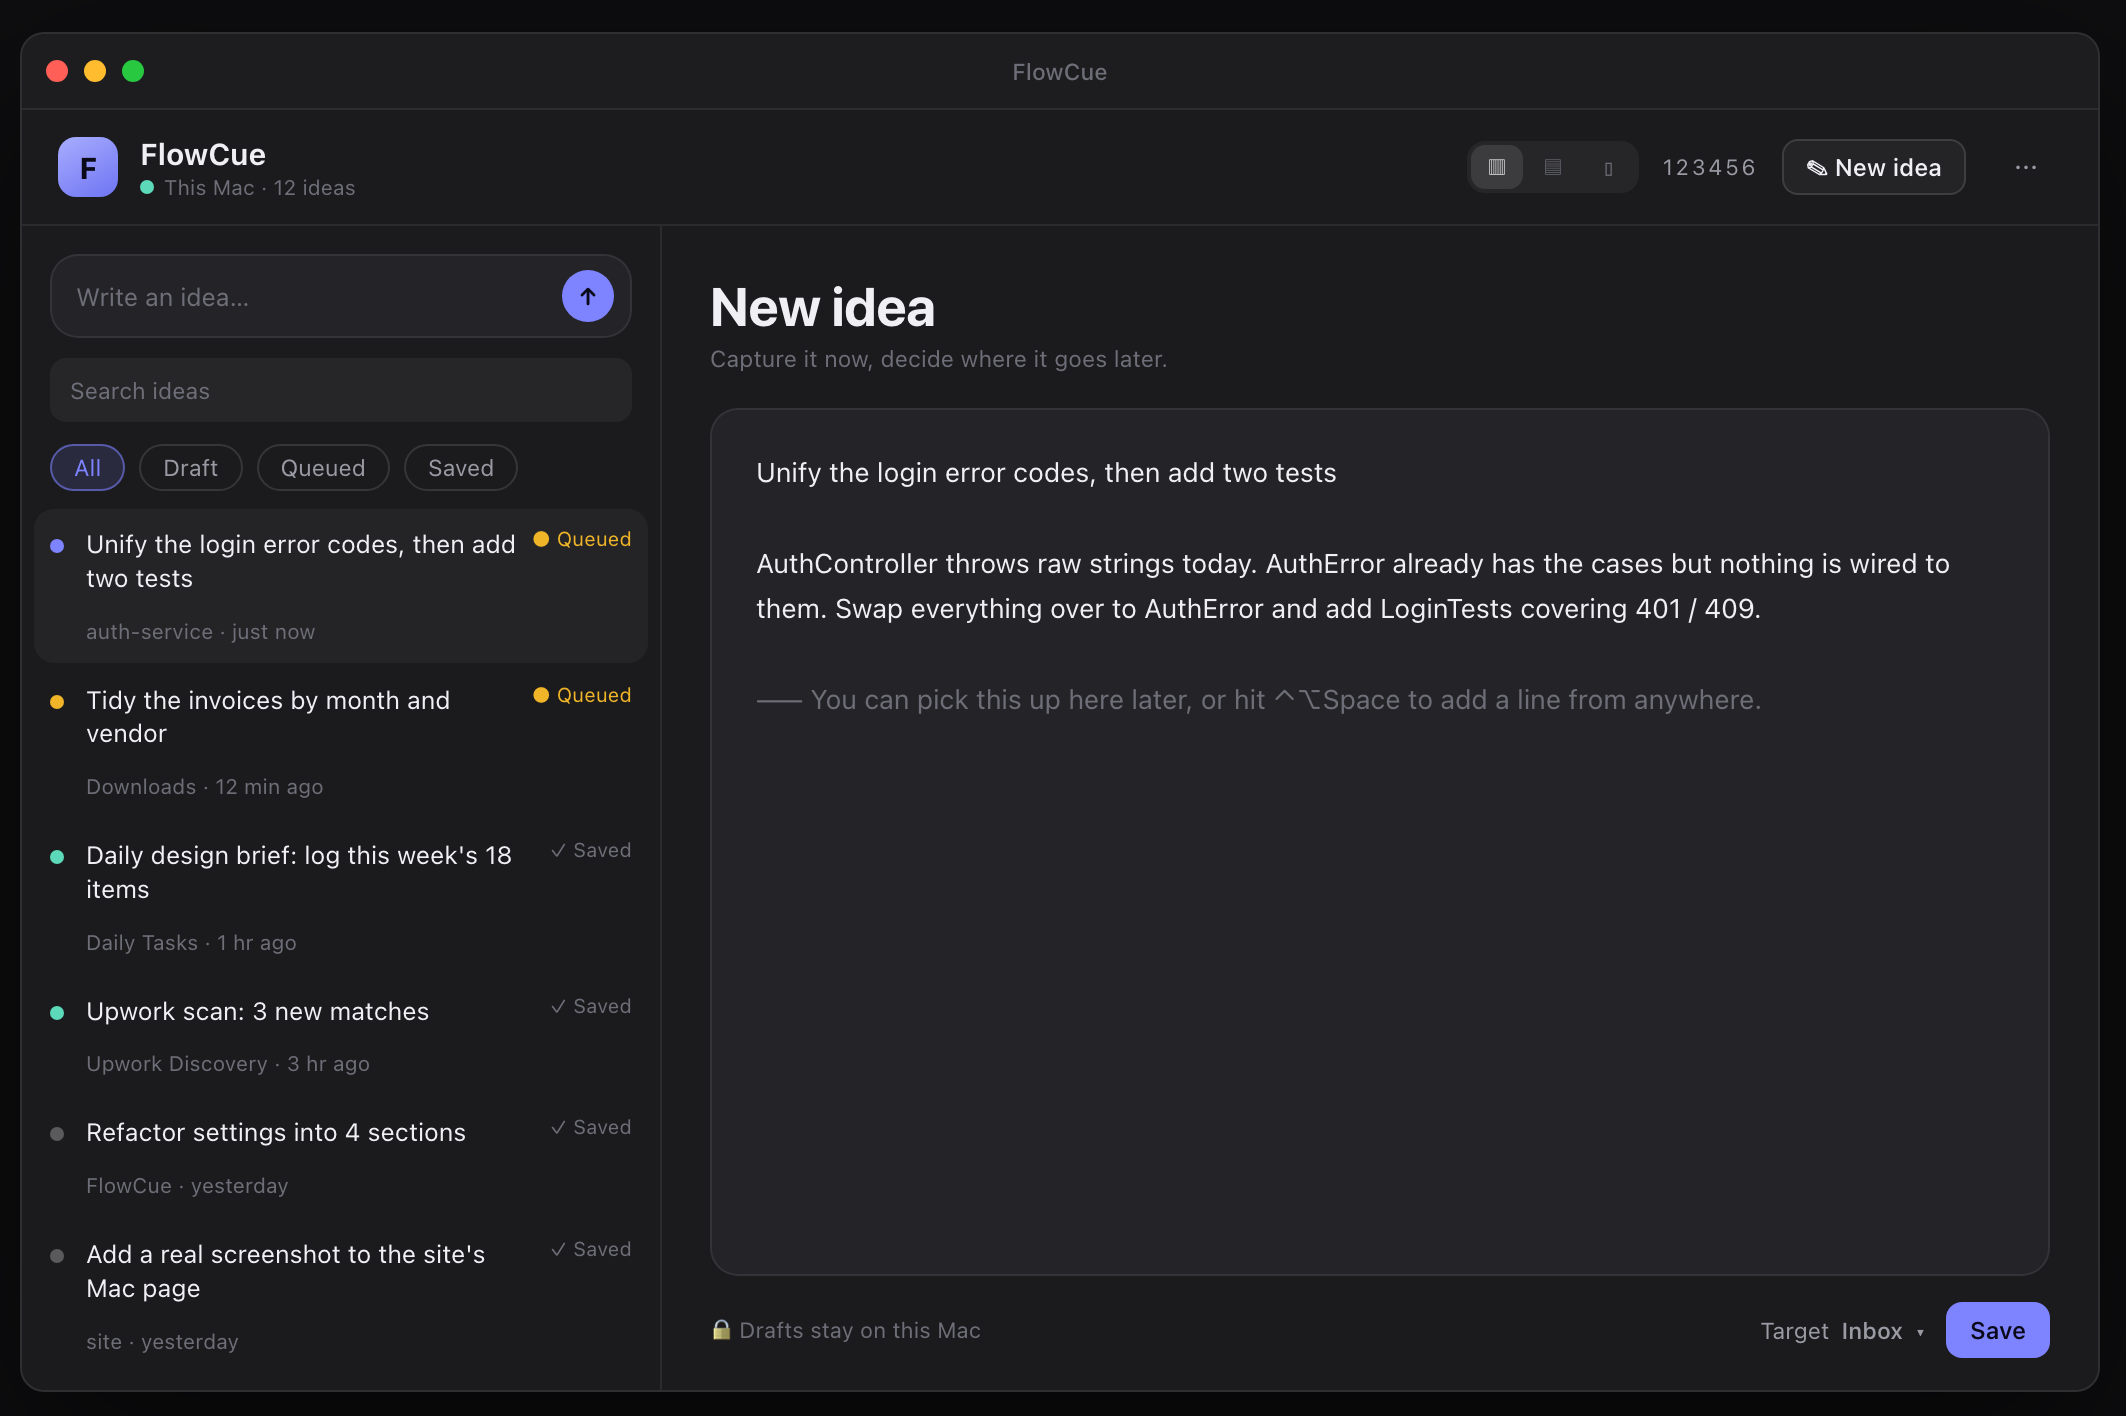 FlowCue
F
FlowCue
This Mac · 12 ideas
123456
✎ New idea
···
Write an idea...
↑
Search ideas
All
Draft
Queued
Saved
Unify the login error codes, then add
two tests
Queued
auth-service · just now
Tidy the invoices by month and
vendor
Queued
Downloads · 12 min ago
Daily design brief: log this week's 18
items
✓ Saved
Daily Tasks · 1 hr ago
Upwork scan: 3 new matches
✓ Saved
Upwork Discovery · 3 hr ago
Refactor settings into 4 sections
✓ Saved
FlowCue · yesterday
Add a real screenshot to the site's
Mac page
✓ Saved
site · yesterday
New idea
Capture it now, decide where it goes later.
Unify the login error codes, then add two tests
AuthController throws raw strings today. AuthError already has the cases but nothing is wired to
them. Swap everything over to AuthError and add LoginTests covering 401 / 409.
—— You can pick this up here later, or hit ⌃⌥Space to add a line from anywhere.
🔒 Drafts stay on this Mac
Target Inbox ▾
Save